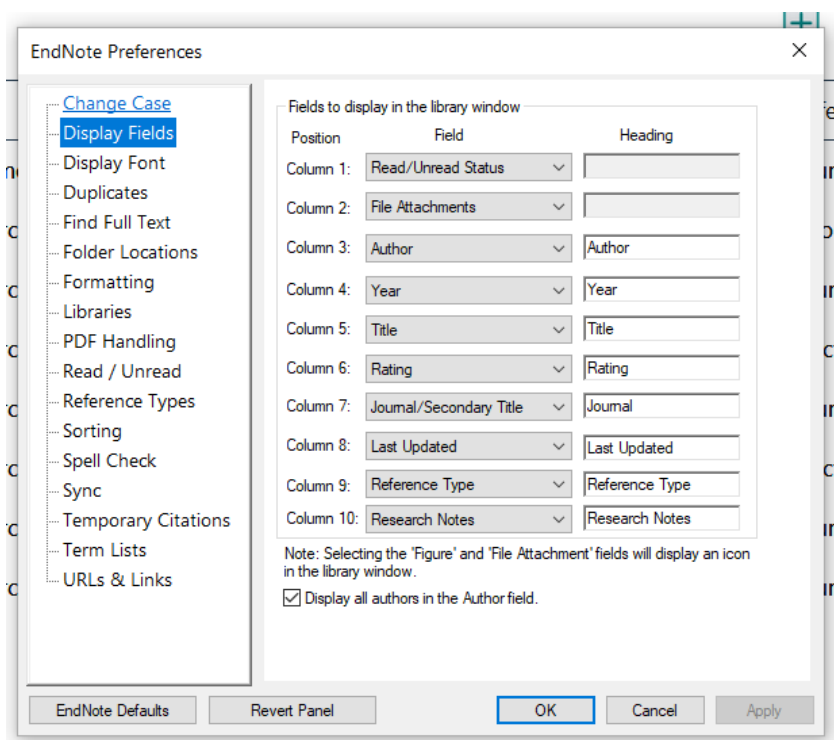 EndNote Preferences
Change Case
Display Fields
Display Font
Duplicates
Find Full Text
Folder Locations
Formatting
Libraries
PDF Handling
Read / Unread
Reference Types
Sorting
Spell Check
Sync
Temporary Citations
Term Lists
URLs & Links
Fields to display in the library window
Position Field Heading
Column 1: Read/Unread Status
Column 2: File Attachments
Column 3: Author Author
Column 4: Year Year
Column 5: Title Title
Column 6: Rating Rating
Column 7: Journal/Secondary Title Journal
Column 8: Last Updated Last Updated
Column 9: Reference Type Reference Type
Column 10: Research Notes Research Notes
Note: Selecting the 'Figure' and 'File Attachment' fields will display an icon
in the library window.
Display all authors in the Author field.
EndNote Defaults Revert Panel OK Cancel Apply